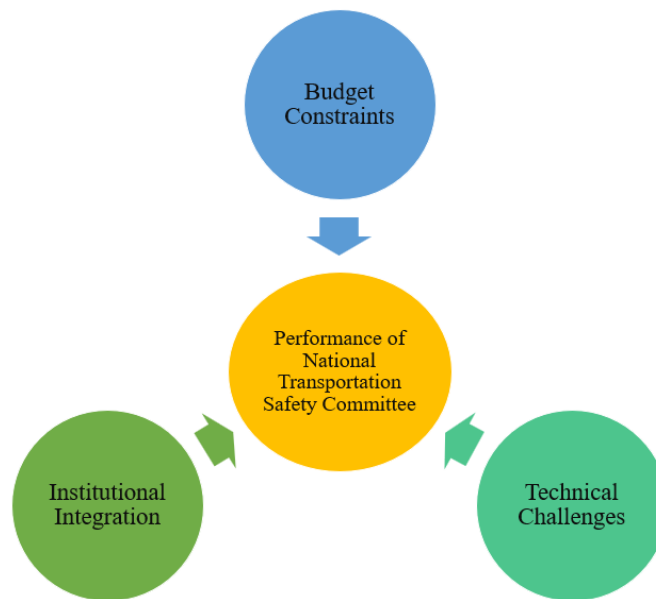 Budget
Constraints
Performance of
National
Transportation
Safety Committee
Institutional
Integration
Technical
Challenges